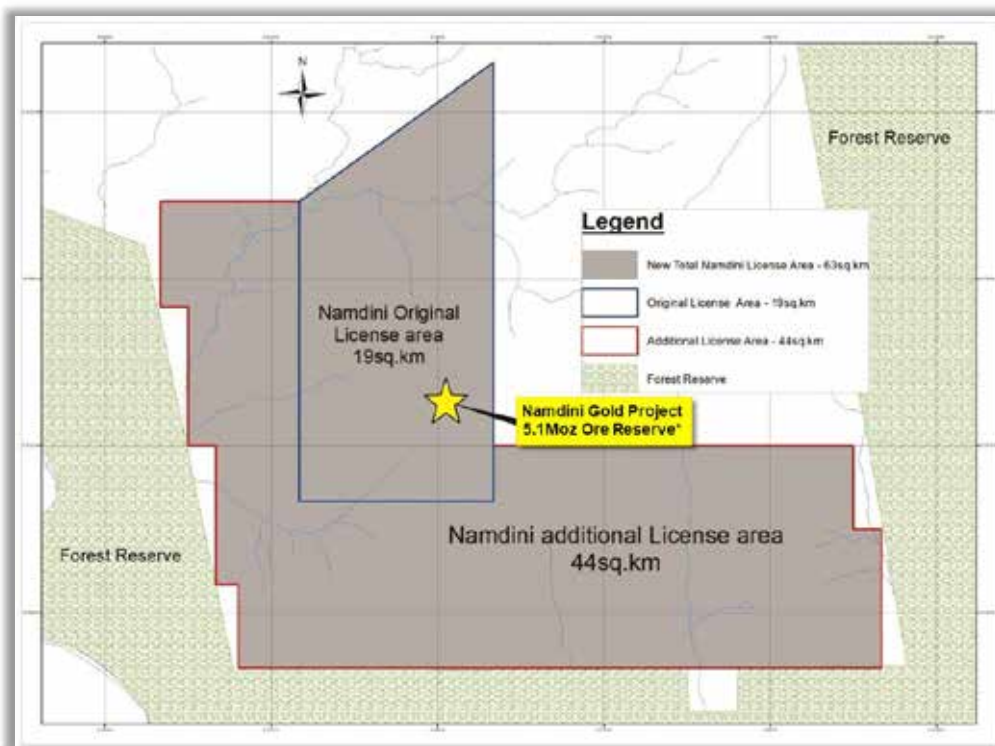 N
Forest Reserve
Legend
New Total Namdini License Area - 63sq.km
Original License Area - 19sq.km
Additional License Area - 44sq.km
Forest Reserve
Namdini Original
License area
19sq.km
Namdini Gold Project
5.1Moz Ore Reserve*
Namdini additional License area
44sq.km
Forest Reserve